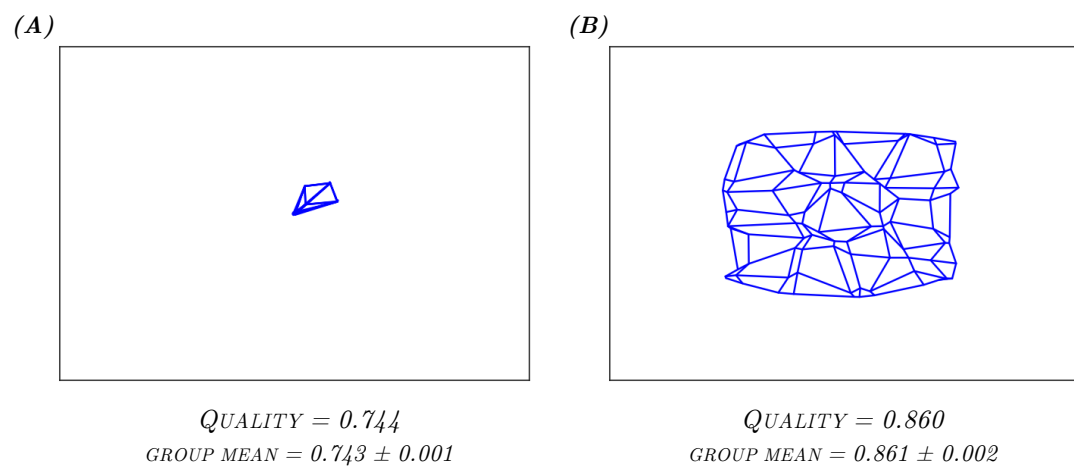 (A)
(B)
QUALITY = 0.744
GROUP MEAN = 0.743 ± 0.001
QUALITY = 0.860
GROUP MEAN = 0.861 ± 0.002